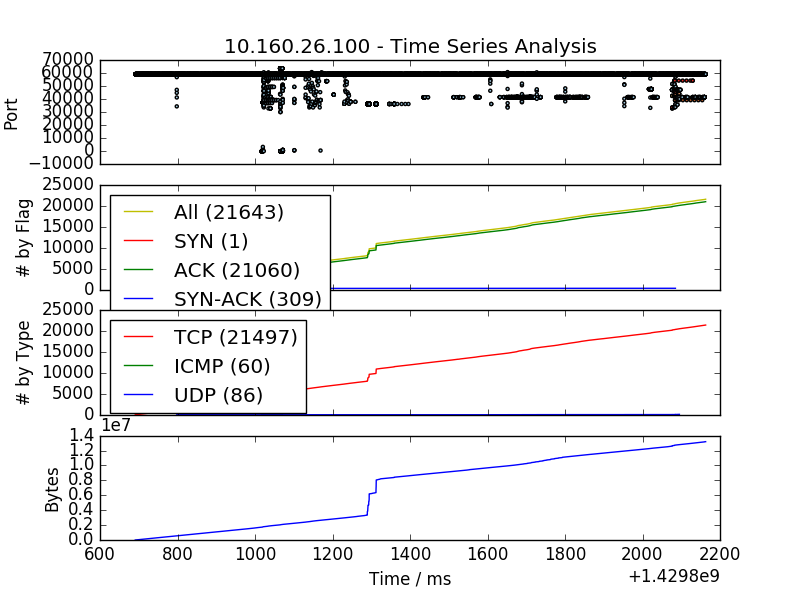 10.160.26.100 - Time Series Analysis
70000
60000
50000
40000
30000
20000
10000
0
−10000
Port
25000
20000
15000
10000
5000
0
# by Flag
All (21643)
SYN (1)
ACK (21060)
SYN-ACK (309)
25000
20000
15000
10000
5000
0
# by Type
TCP (21497)
ICMP (60)
UDP (86)
1e7
1.4
1.2
1.0
0.8
0.6
0.4
0.2
0.0
Bytes
600 800 1000 1200 1400 1600 1800 2000 2200
Time / ms
+1.4298e9